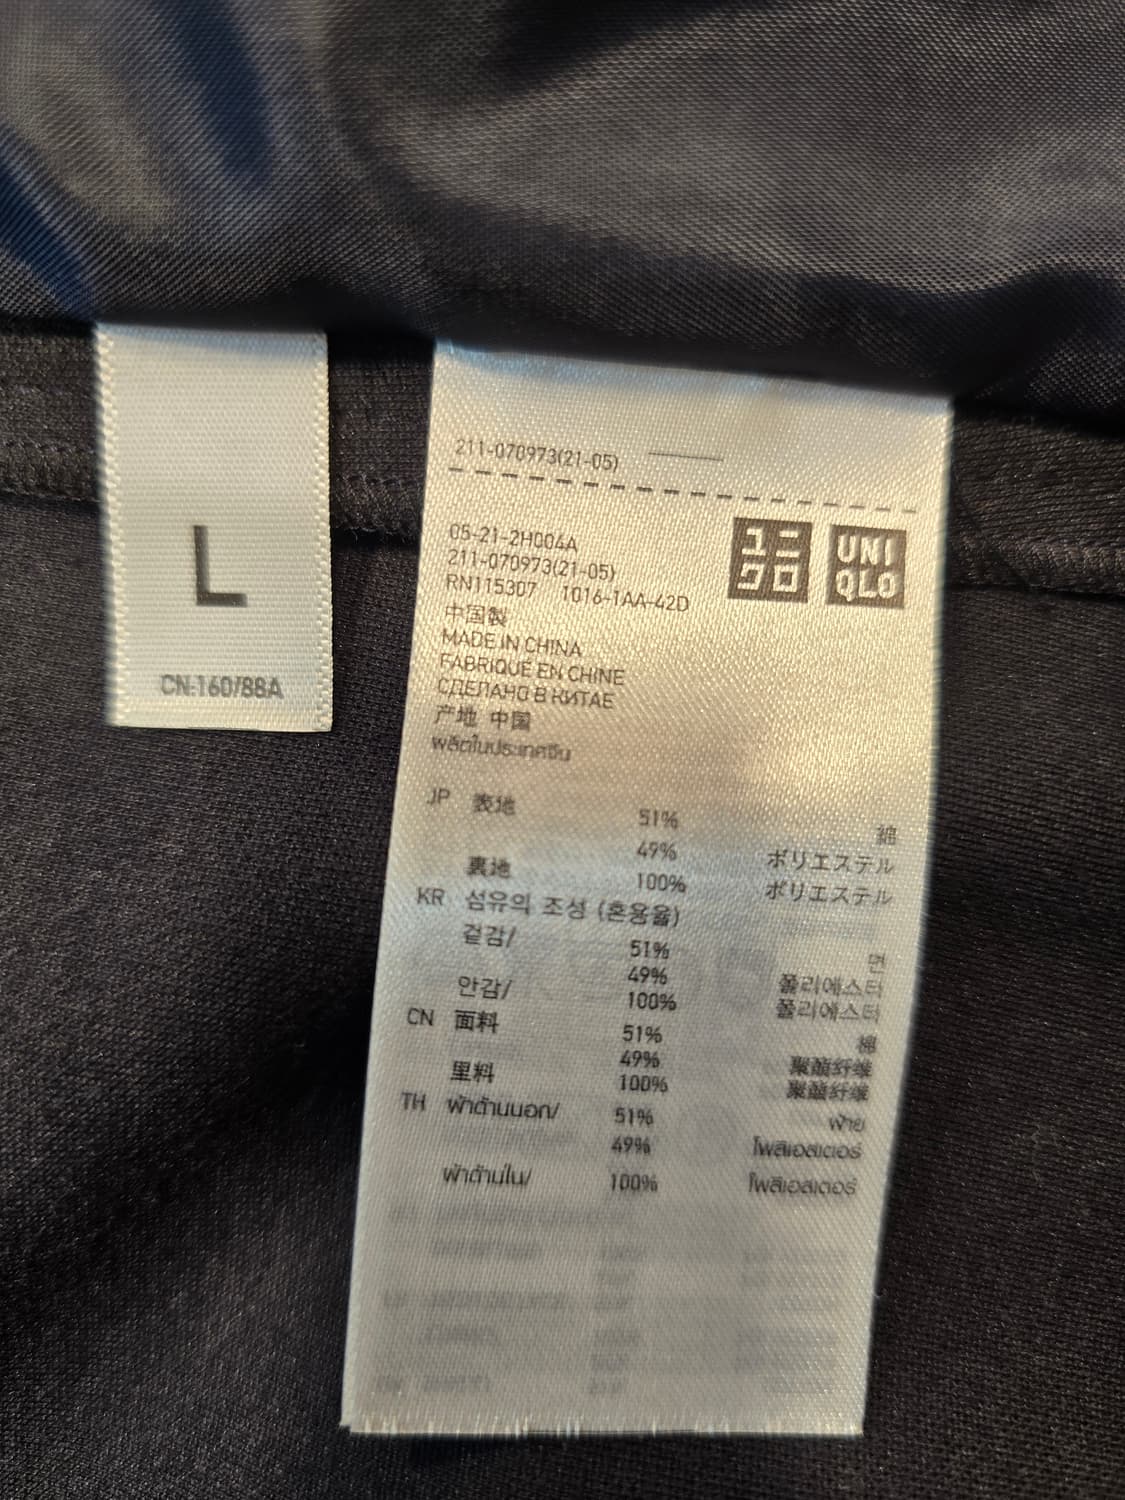 L
CN:160/88A
211-070973(21-05)
ユニ
クロ
UNI
QLO
05-21-2H004A
211-070973(21-05)
RN115307 1016-1AA-42D
中国製
MADE IN CHINA
FABRIQUÉ EN CHINE
СДЕЛАНО В КИТАЕ
产地 中国
ผลิตในประเทศจีน
JP 表地 51% 綿
49% ポリエステル
裏地 100% ポリエステル
KR 섬유의 조성 (혼용율)
겉감/ 51% 면
49% 폴리에스터
안감/ 100% 폴리에스터
CN 面料 51% 棉
49% 聚酯纤维
里料 100% 聚酯纤维
TH ผ้าด้านนอก/ 51% ฝ้าย
49% โพลิเอสเตอร์
ผ้าด้านใน/ 100% โพลิเอสเตอร์